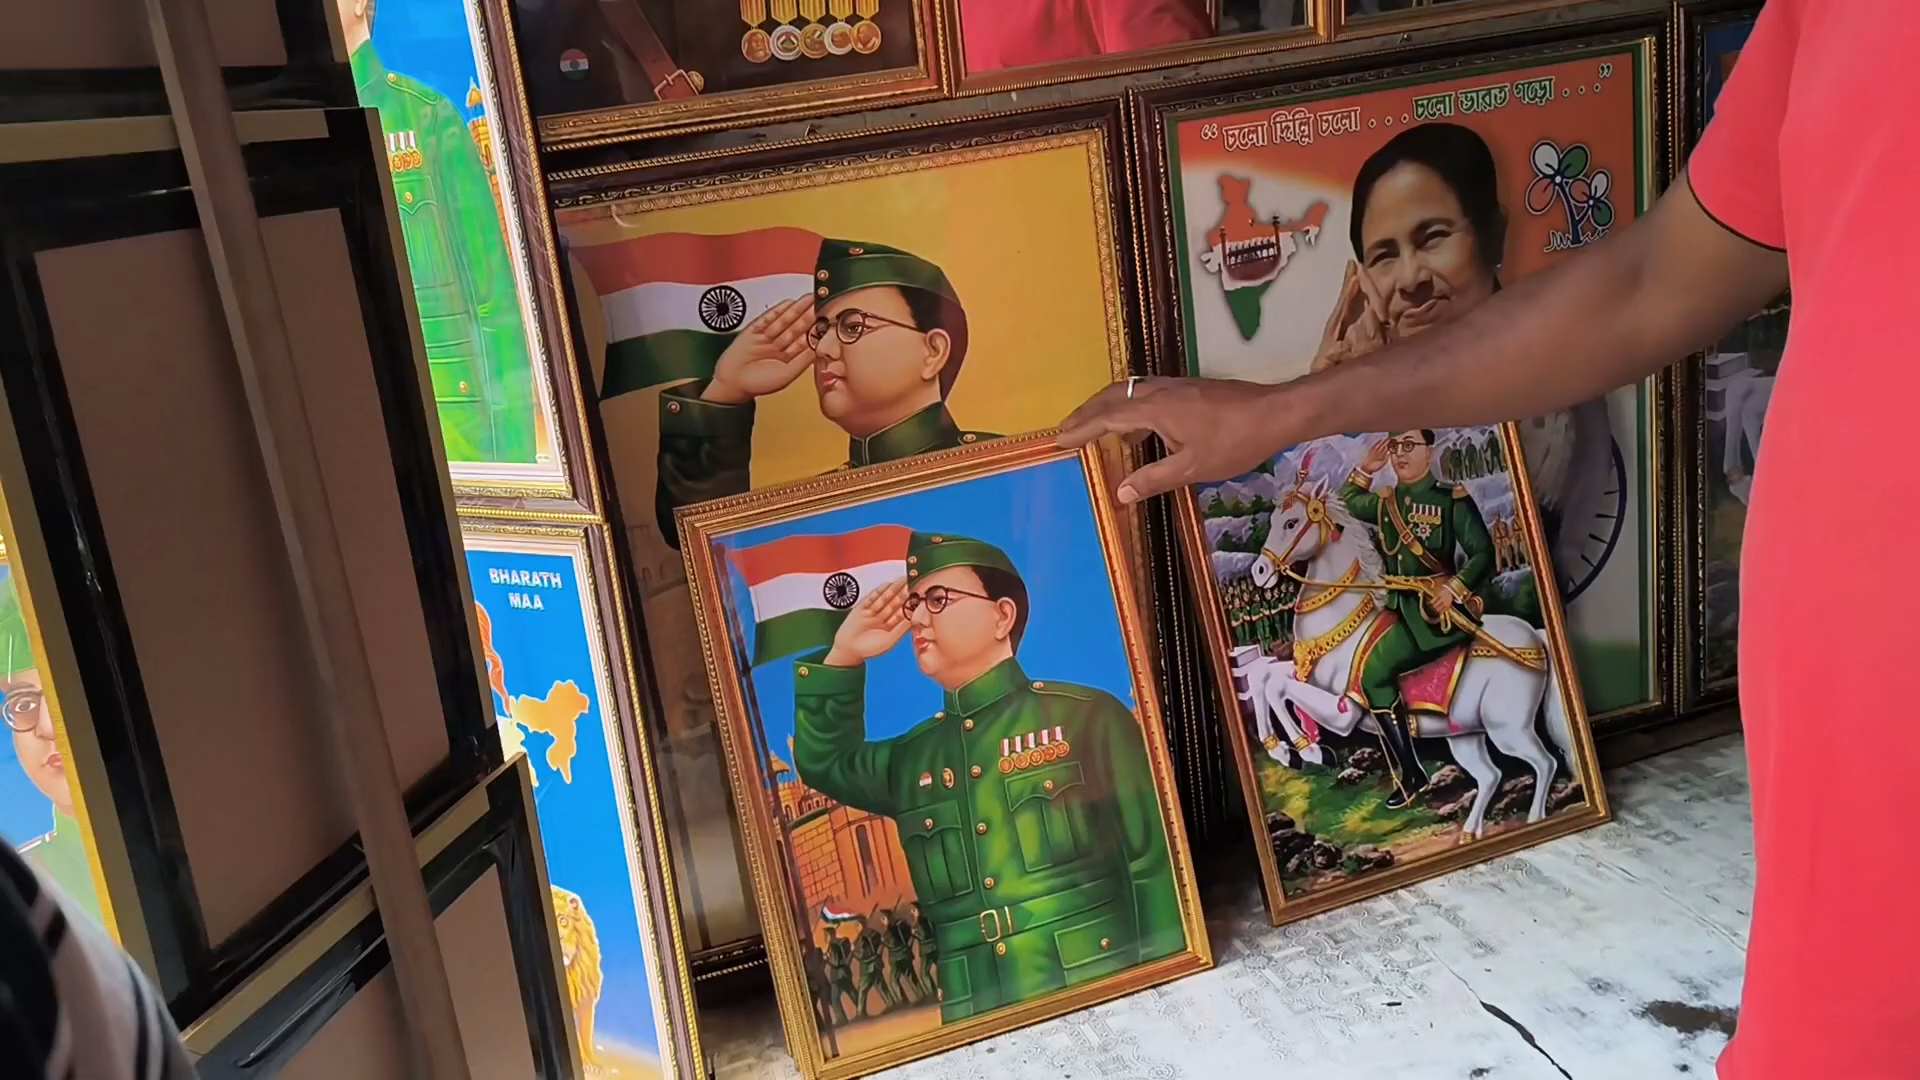 “ চলো দিল্লি চলো . . . চলো ভারত গড়ো . . . ”
BHARATH
MAA